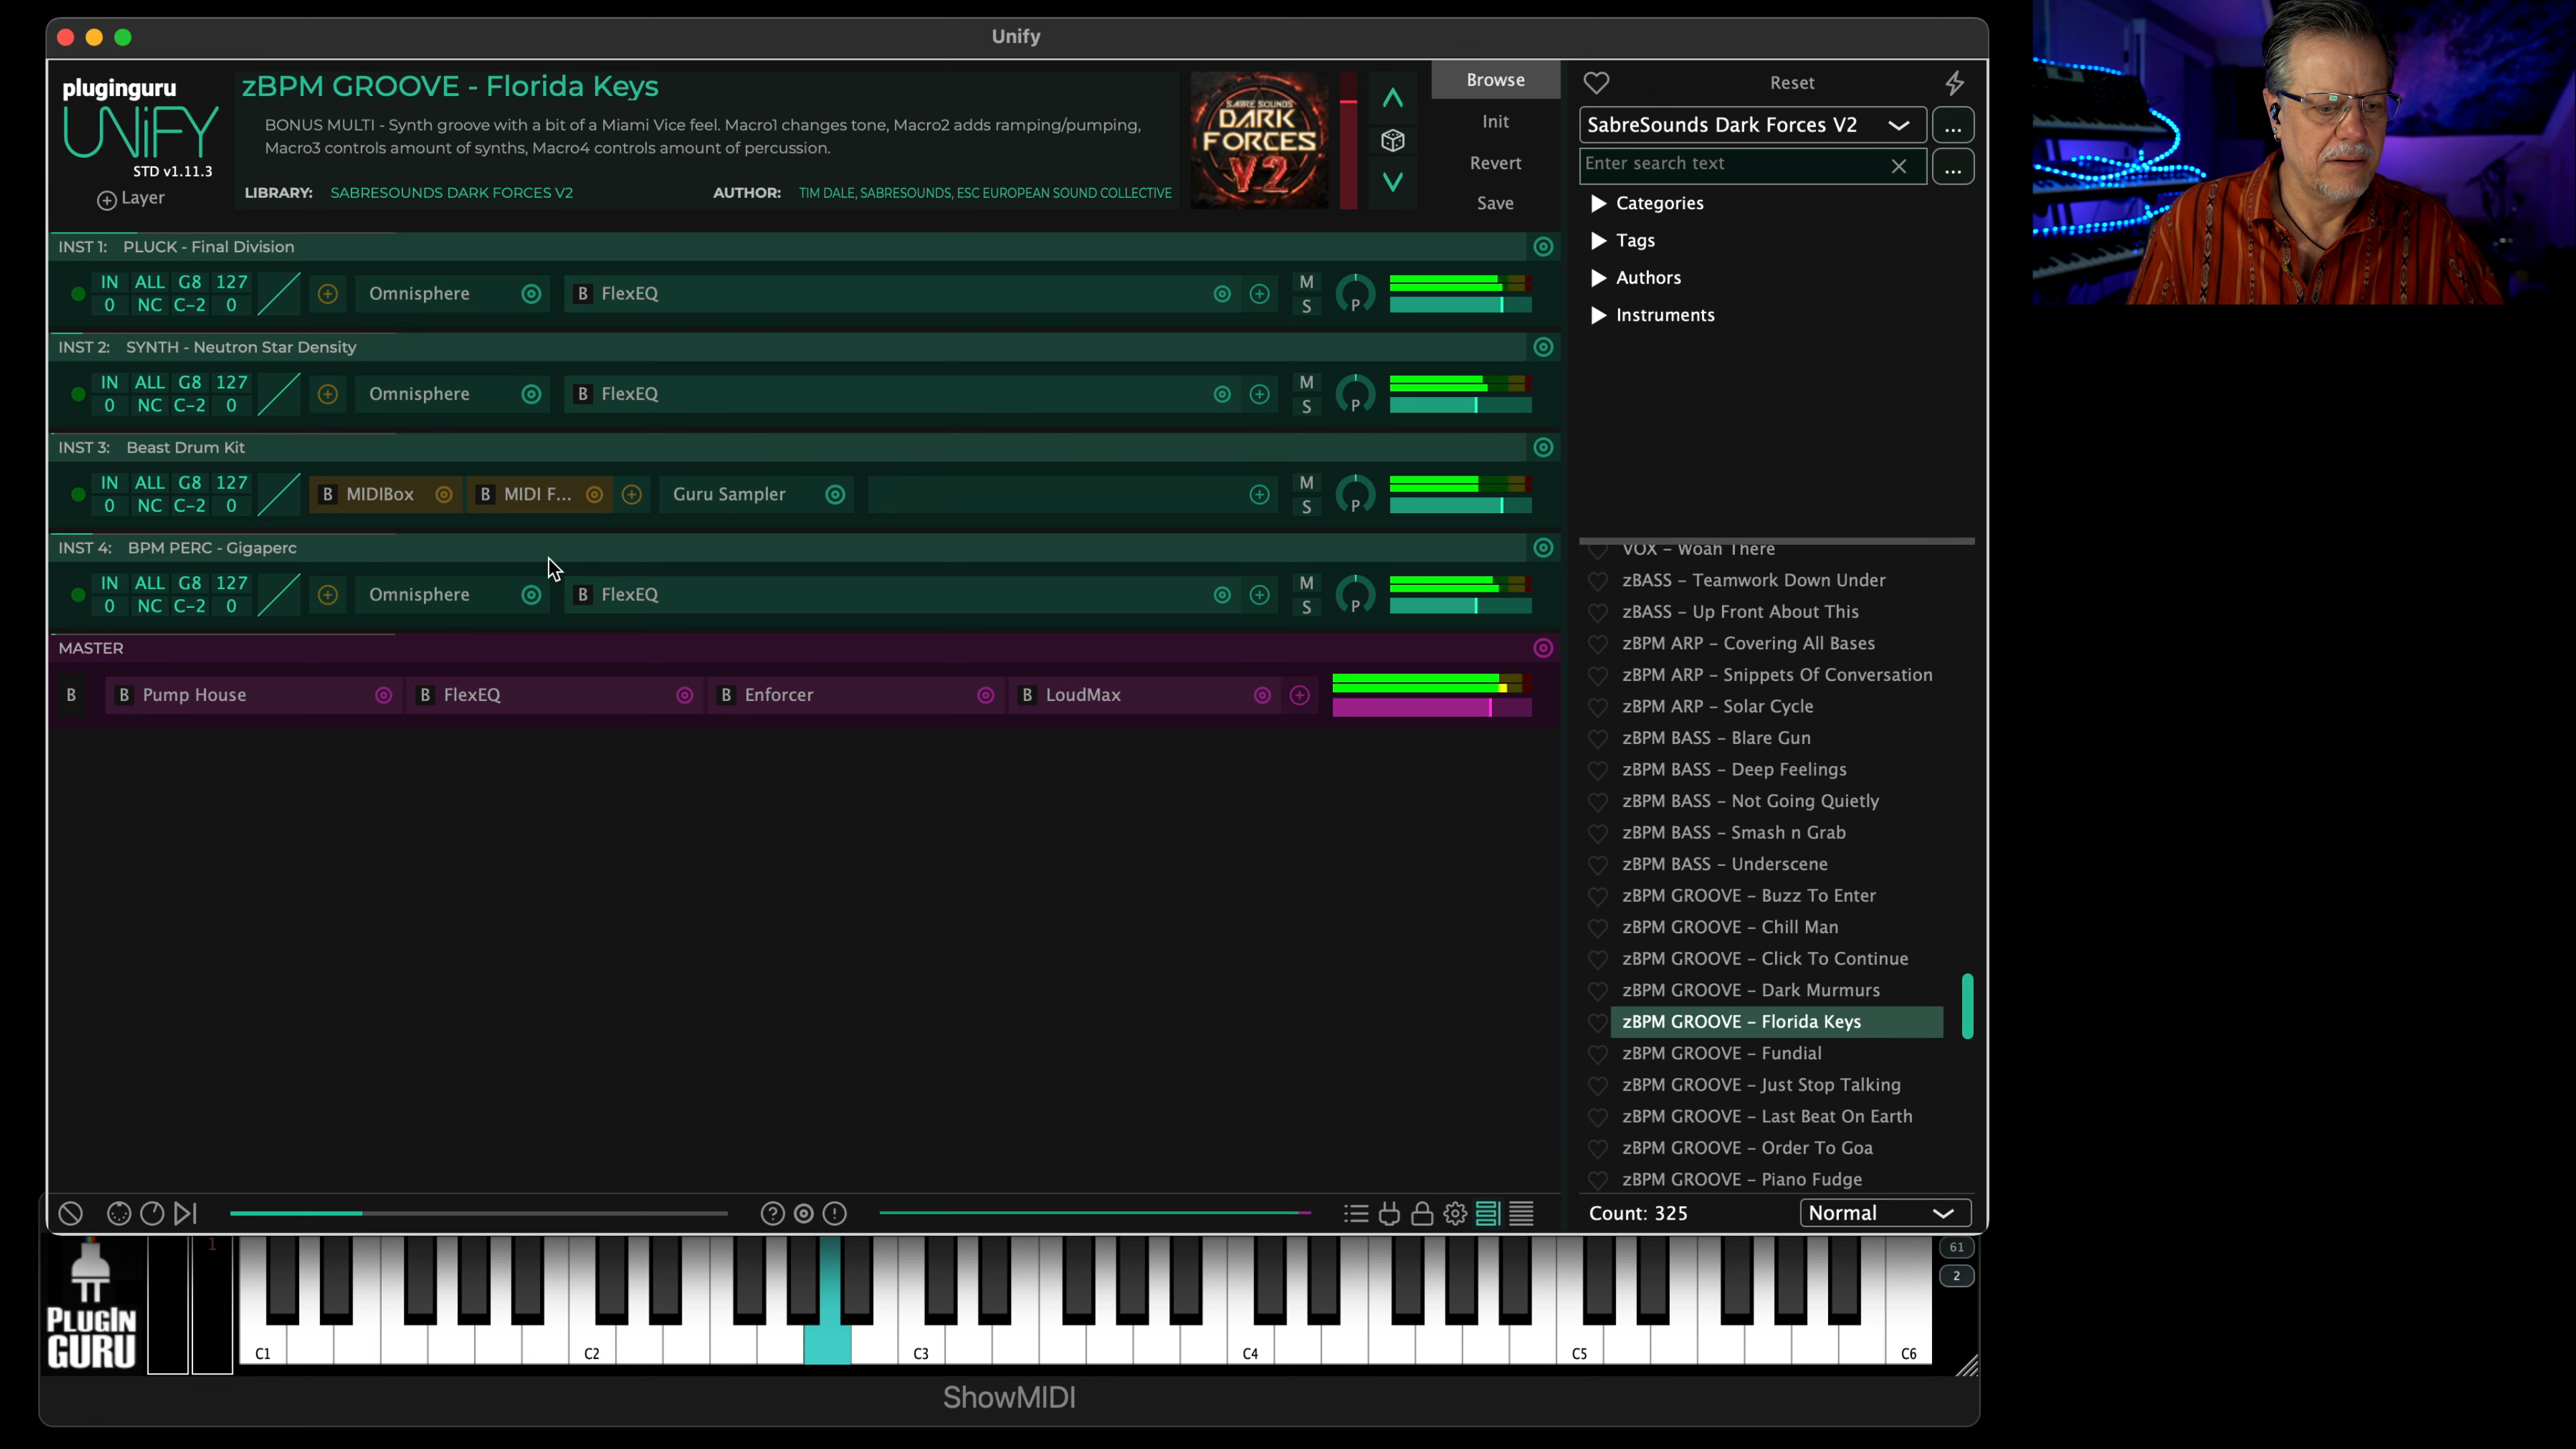 Unify
pluginguru
UNiFY
STD v1.11.3
Layer
zBPM GROOVE - Florida Keys
BONUS MULTI - Synth groove with a bit of a Miami Vice feel. Macro1 changes tone, Macro2 adds ramping/pumping,
Macro3 controls amount of synths, Macro4 controls amount of percussion.
LIBRARY: SABRESOUNDS DARK FORCES V2 AUTHOR: TIM DALE, SABRESOUNDS, ESC EUROPEAN SOUND COLLECTIVE
SABRE SOUNDS
DARK
FORCES
V2
Browse
Init
Revert
Save
Reset
SabreSounds Dark Forces V2 ...
Enter search text ...
Categories
Tags
Authors
Instruments
INST 1: PLUCK - Final Division
IN ALL G8 127
0 NC C-2 0
Omnisphere B FlexEQ M S P
INST 2: SYNTH - Neutron Star Density
IN ALL G8 127
0 NC C-2 0
Omnisphere B FlexEQ M S P
INST 3: Beast Drum Kit
IN ALL G8 127
0 NC C-2 0
B MIDIBox B MIDI F... Guru Sampler M S P
INST 4: BPM PERC - Gigaperc
IN ALL G8 127
0 NC C-2 0
Omnisphere B FlexEQ M S P
MASTER
B B Pump House B FlexEQ B Enforcer B LoudMax
VOX – Woah There
zBASS – Teamwork Down Under
zBASS – Up Front About This
zBPM ARP – Covering All Bases
zBPM ARP – Snippets Of Conversation
zBPM ARP – Solar Cycle
zBPM BASS – Blare Gun
zBPM BASS – Deep Feelings
zBPM BASS – Not Going Quietly
zBPM BASS – Smash n Grab
zBPM BASS – Underscene
zBPM GROOVE – Buzz To Enter
zBPM GROOVE – Chill Man
zBPM GROOVE – Click To Continue
zBPM GROOVE – Dark Murmurs
zBPM GROOVE – Florida Keys
zBPM GROOVE – Fundial
zBPM GROOVE – Just Stop Talking
zBPM GROOVE – Last Beat On Earth
zBPM GROOVE – Order To Goa
zBPM GROOVE – Piano Fudge
Count: 325 Normal
PLUGIN
GURU
1
C1 C2 C3 C4 C5 C6
61
2
ShowMIDI